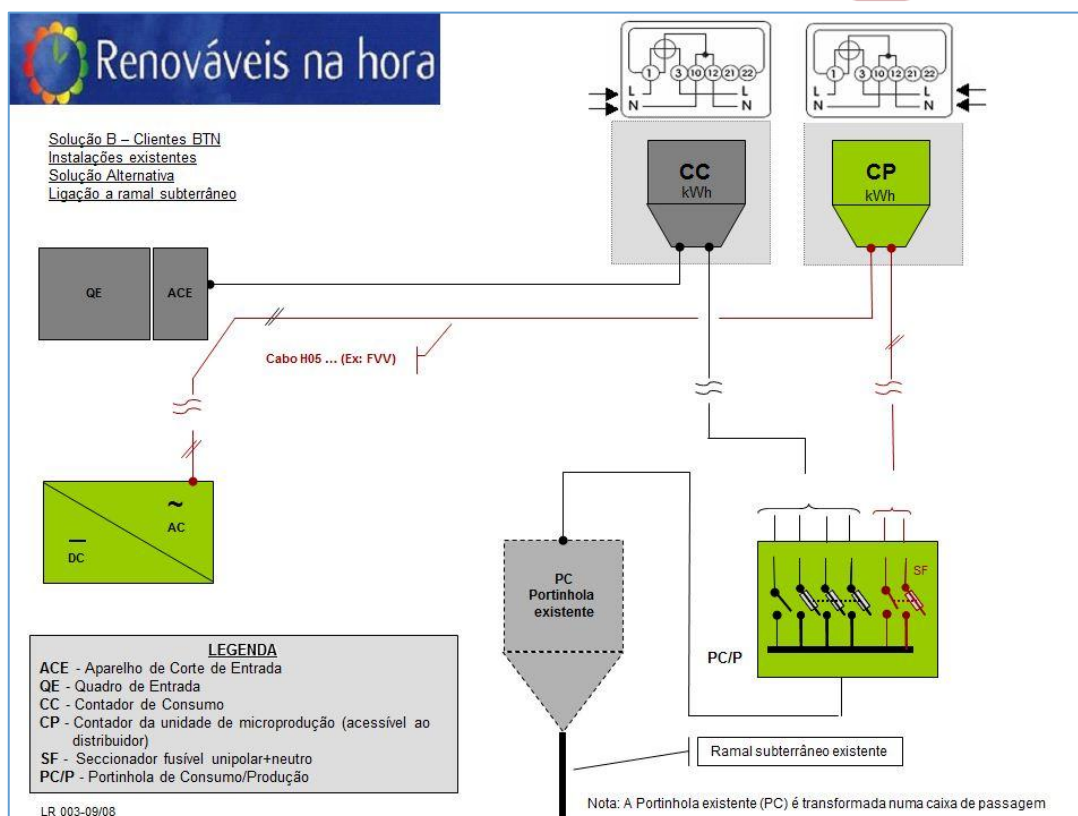 Renováveis na hora
Solução B – Clientes BTN
Instalações existentes
Solução Alternativa
Ligação a ramal subterrâneo
1 3 10 12 21 22
L L
N N
1 3 10 12 21 22
L L
N N
CC
kWh
CP
kWh
QE
ACE
Cabo H05 ... (Ex: FVV)
~
AC
DC
PC
Portinhola
existente
SF
PC/P
LEGENDA
ACE - Aparelho de Corte de Entrada
QE - Quadro de Entrada
CC - Contador de Consumo
CP - Contador da unidade de microprodução (acessível ao
distribuidor)
SF - Seccionador fusível unipolar+neutro
PC/P - Portinhola de Consumo/Produção
Ramal subterrâneo existente
Nota: A Portinhola existente (PC) é transformada numa caixa de passagem
LR 003-09/08